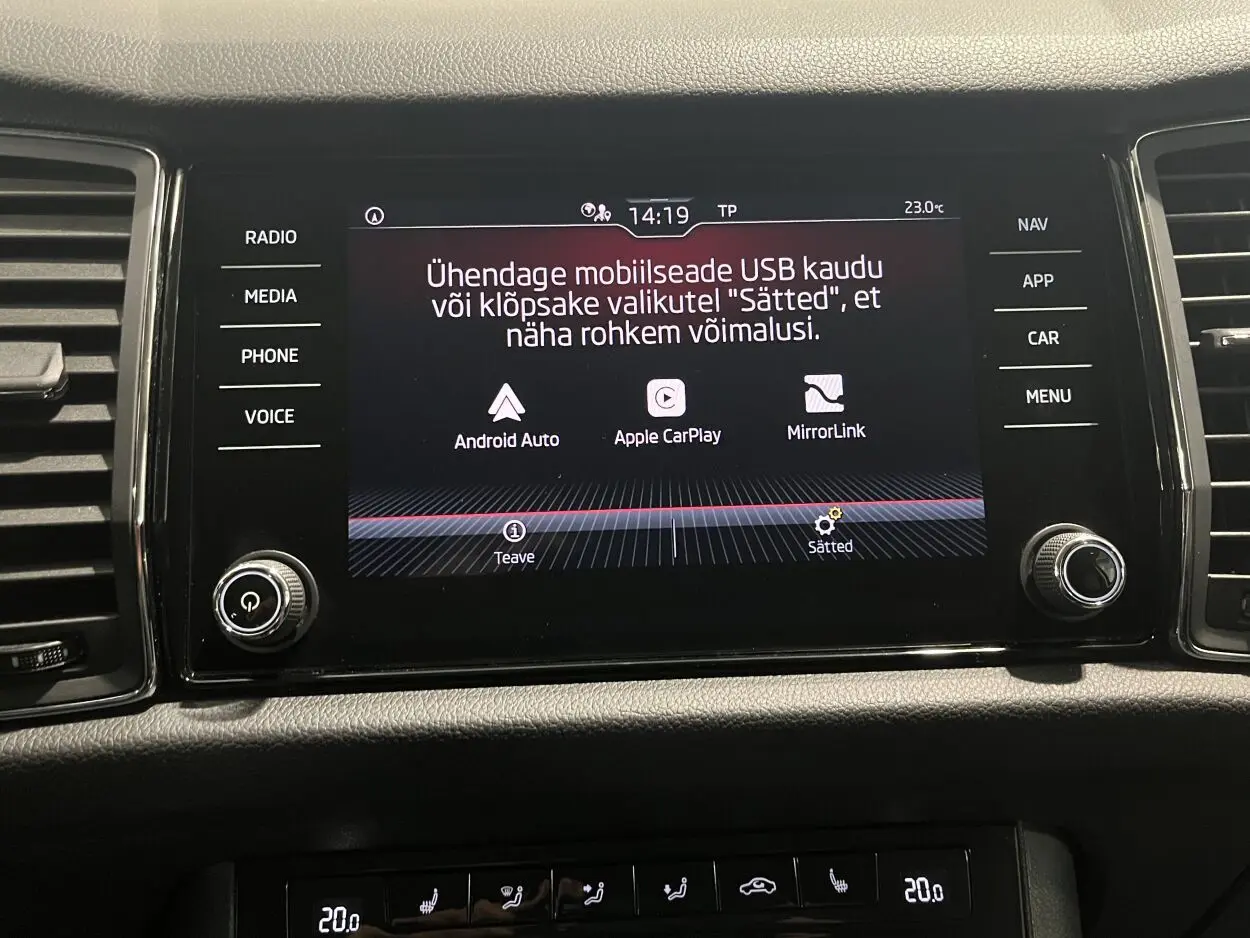 14:19 TP 23.0°C
RADIO
MEDIA
PHONE
VOICE
Ühendage mobiilseade USB kaudu
või klõpsake valikutel "Sätted", et
näha rohkem võimalusi.
Android Auto Apple CarPlay MirrorLink
Teave Sätted
NAV
APP
CAR
MENU
20.0 20.0